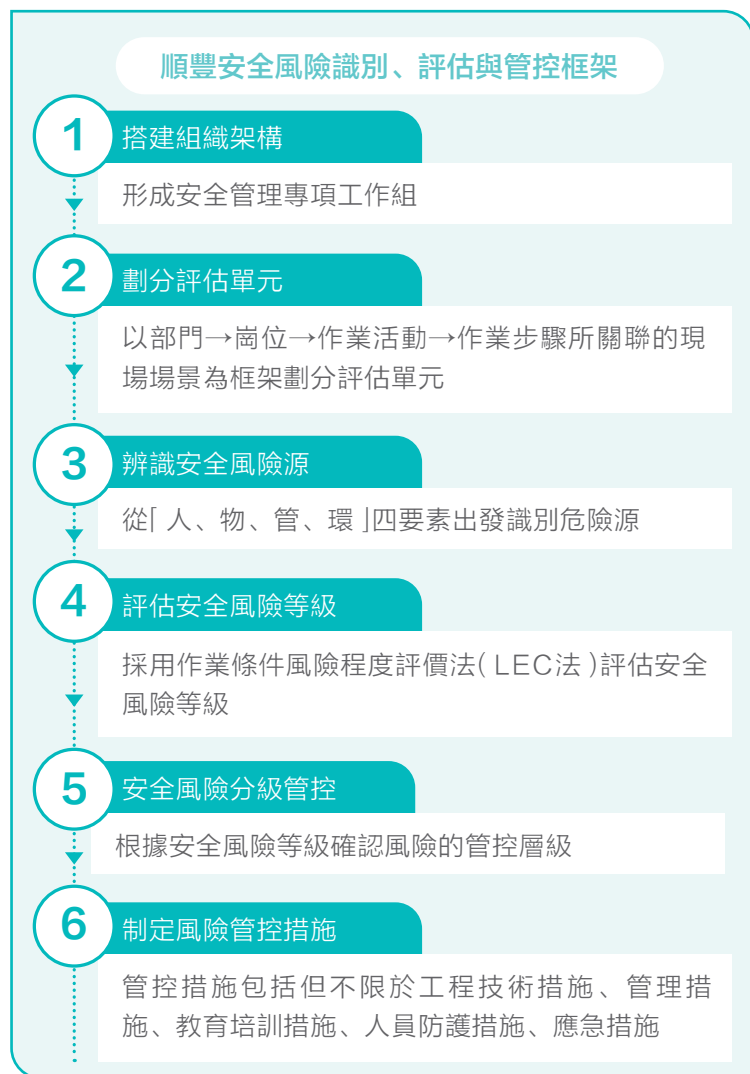 順豐安全風險識別、評估與管控框架
1
搭建組織架構
形成安全管理專項工作組
2
劃分評估單元
以部門→崗位→作業活動→作業步驟所關聯的現
場場景為框架劃分評估單元
3
辨識安全風險源
從「人、物、管、環」四要素出發識別危險源
4
評估安全風險等級
採用作業條件風險程度評價法(LEC法)評估安全
風險等級
5
安全風險分級管控
根據安全風險等級確認風險的管控層級
6
制定風險管控措施
管控措施包括但不限於工程技術措施、管理措
施、教育培訓措施、人員防護措施、應急措施